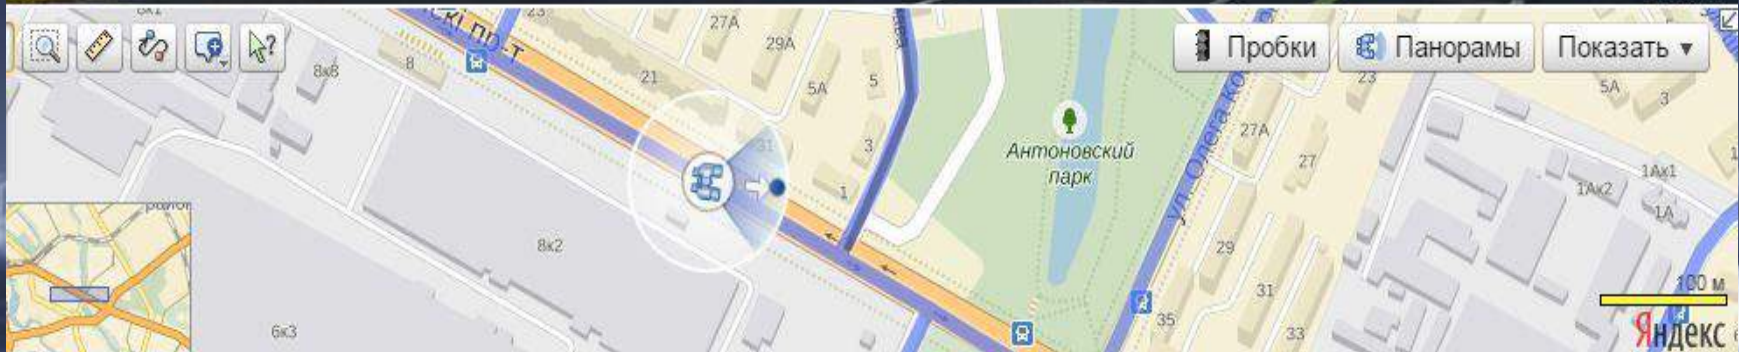 8к1
23
27А
29А
Пробки
Панорамы
Показать
8к8
8
21
5А
5
23
5А
3
31
3
27А
27
Антоновский
парк
1
1Ак1
1Ак2
1А
8к2
29
31
100 м
6к3
35
33
Яндекс